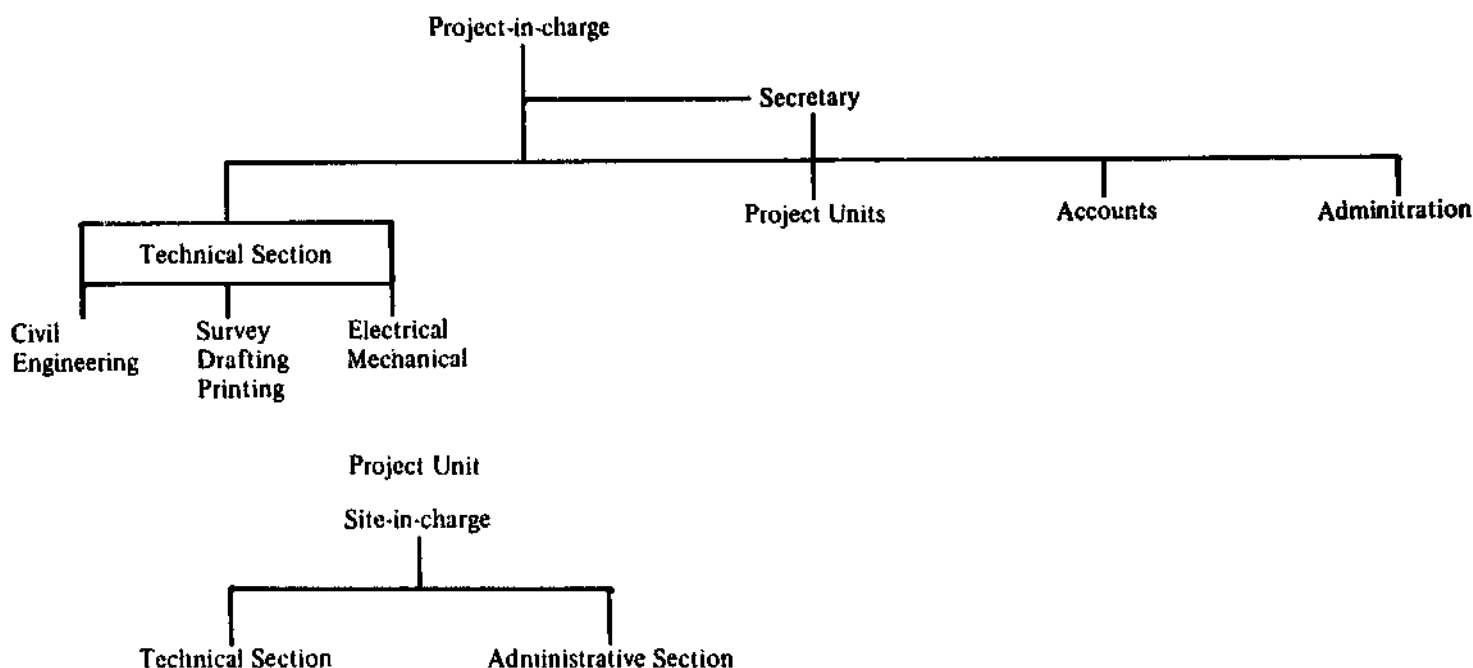 Project-in-charge
Secretary
Project Units
Accounts
Adminitration
Technical Section
Civil
Engineering
Survey
Drafting
Printing
Electrical
Mechanical
Project Unit
Site-in-charge
Technical Section
Administrative Section